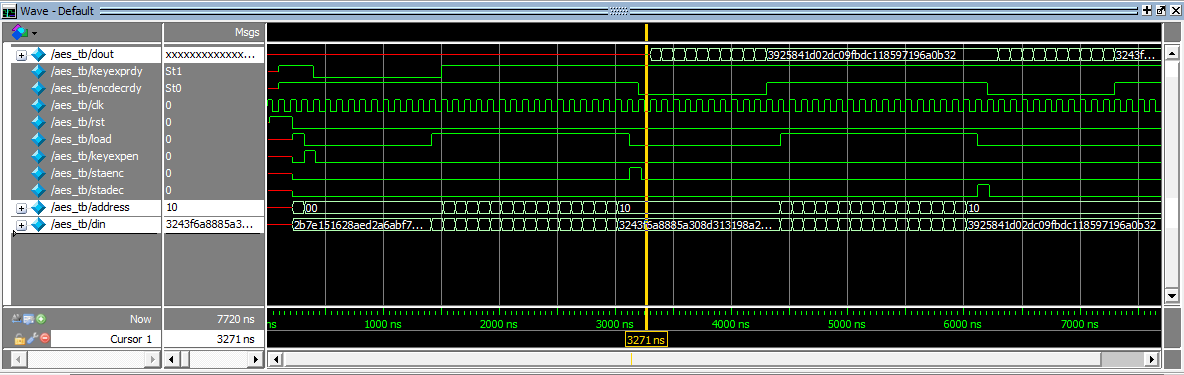 Wave - Default
Msgs
/aes_tb/dout xxxxxxxxxxxxx... 3925841d02dc09fbdc118597196a0b32 3243f...
/aes_tb/keyexprdy St1
/aes_tb/encdecrdy St0
/aes_tb/clk 0
/aes_tb/rst 0
/aes_tb/load 0
/aes_tb/keyexpen 0
/aes_tb/staenc 0
/aes_tb/stadec 0
/aes_tb/address 10 00 10 10
/aes_tb/din 3243f6a8885a3... 2b7e151628aed2a6abf7... 3243f6a8885a308d313198a2... 3925841d02dc09fbdc118597196a0b32
Now 7720 ns ns 1000 ns 2000 ns 3000 ns 4000 ns 5000 ns 6000 ns 7000 ns
Cursor 1 3271 ns 3271 ns